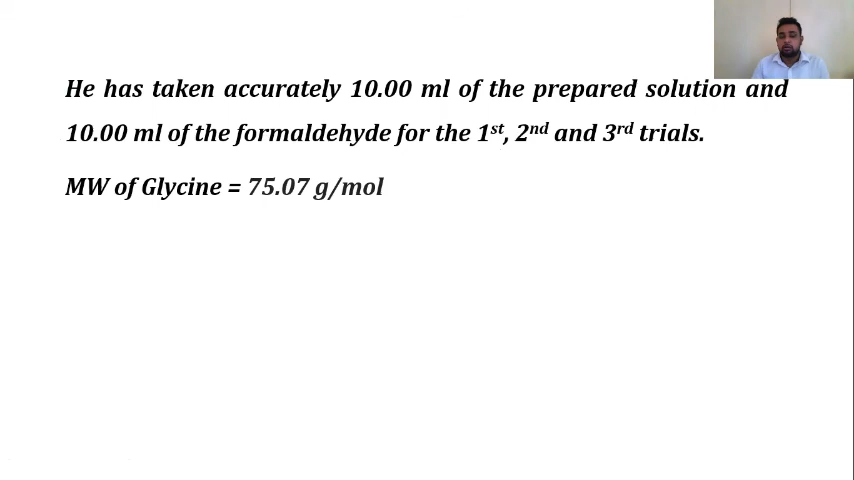 He has taken accurately 10.00 ml of the prepared solution and
10.00 ml of the formaldehyde for the 1st, 2nd and 3rd trials.
MW of Glycine = 75.07 g/mol